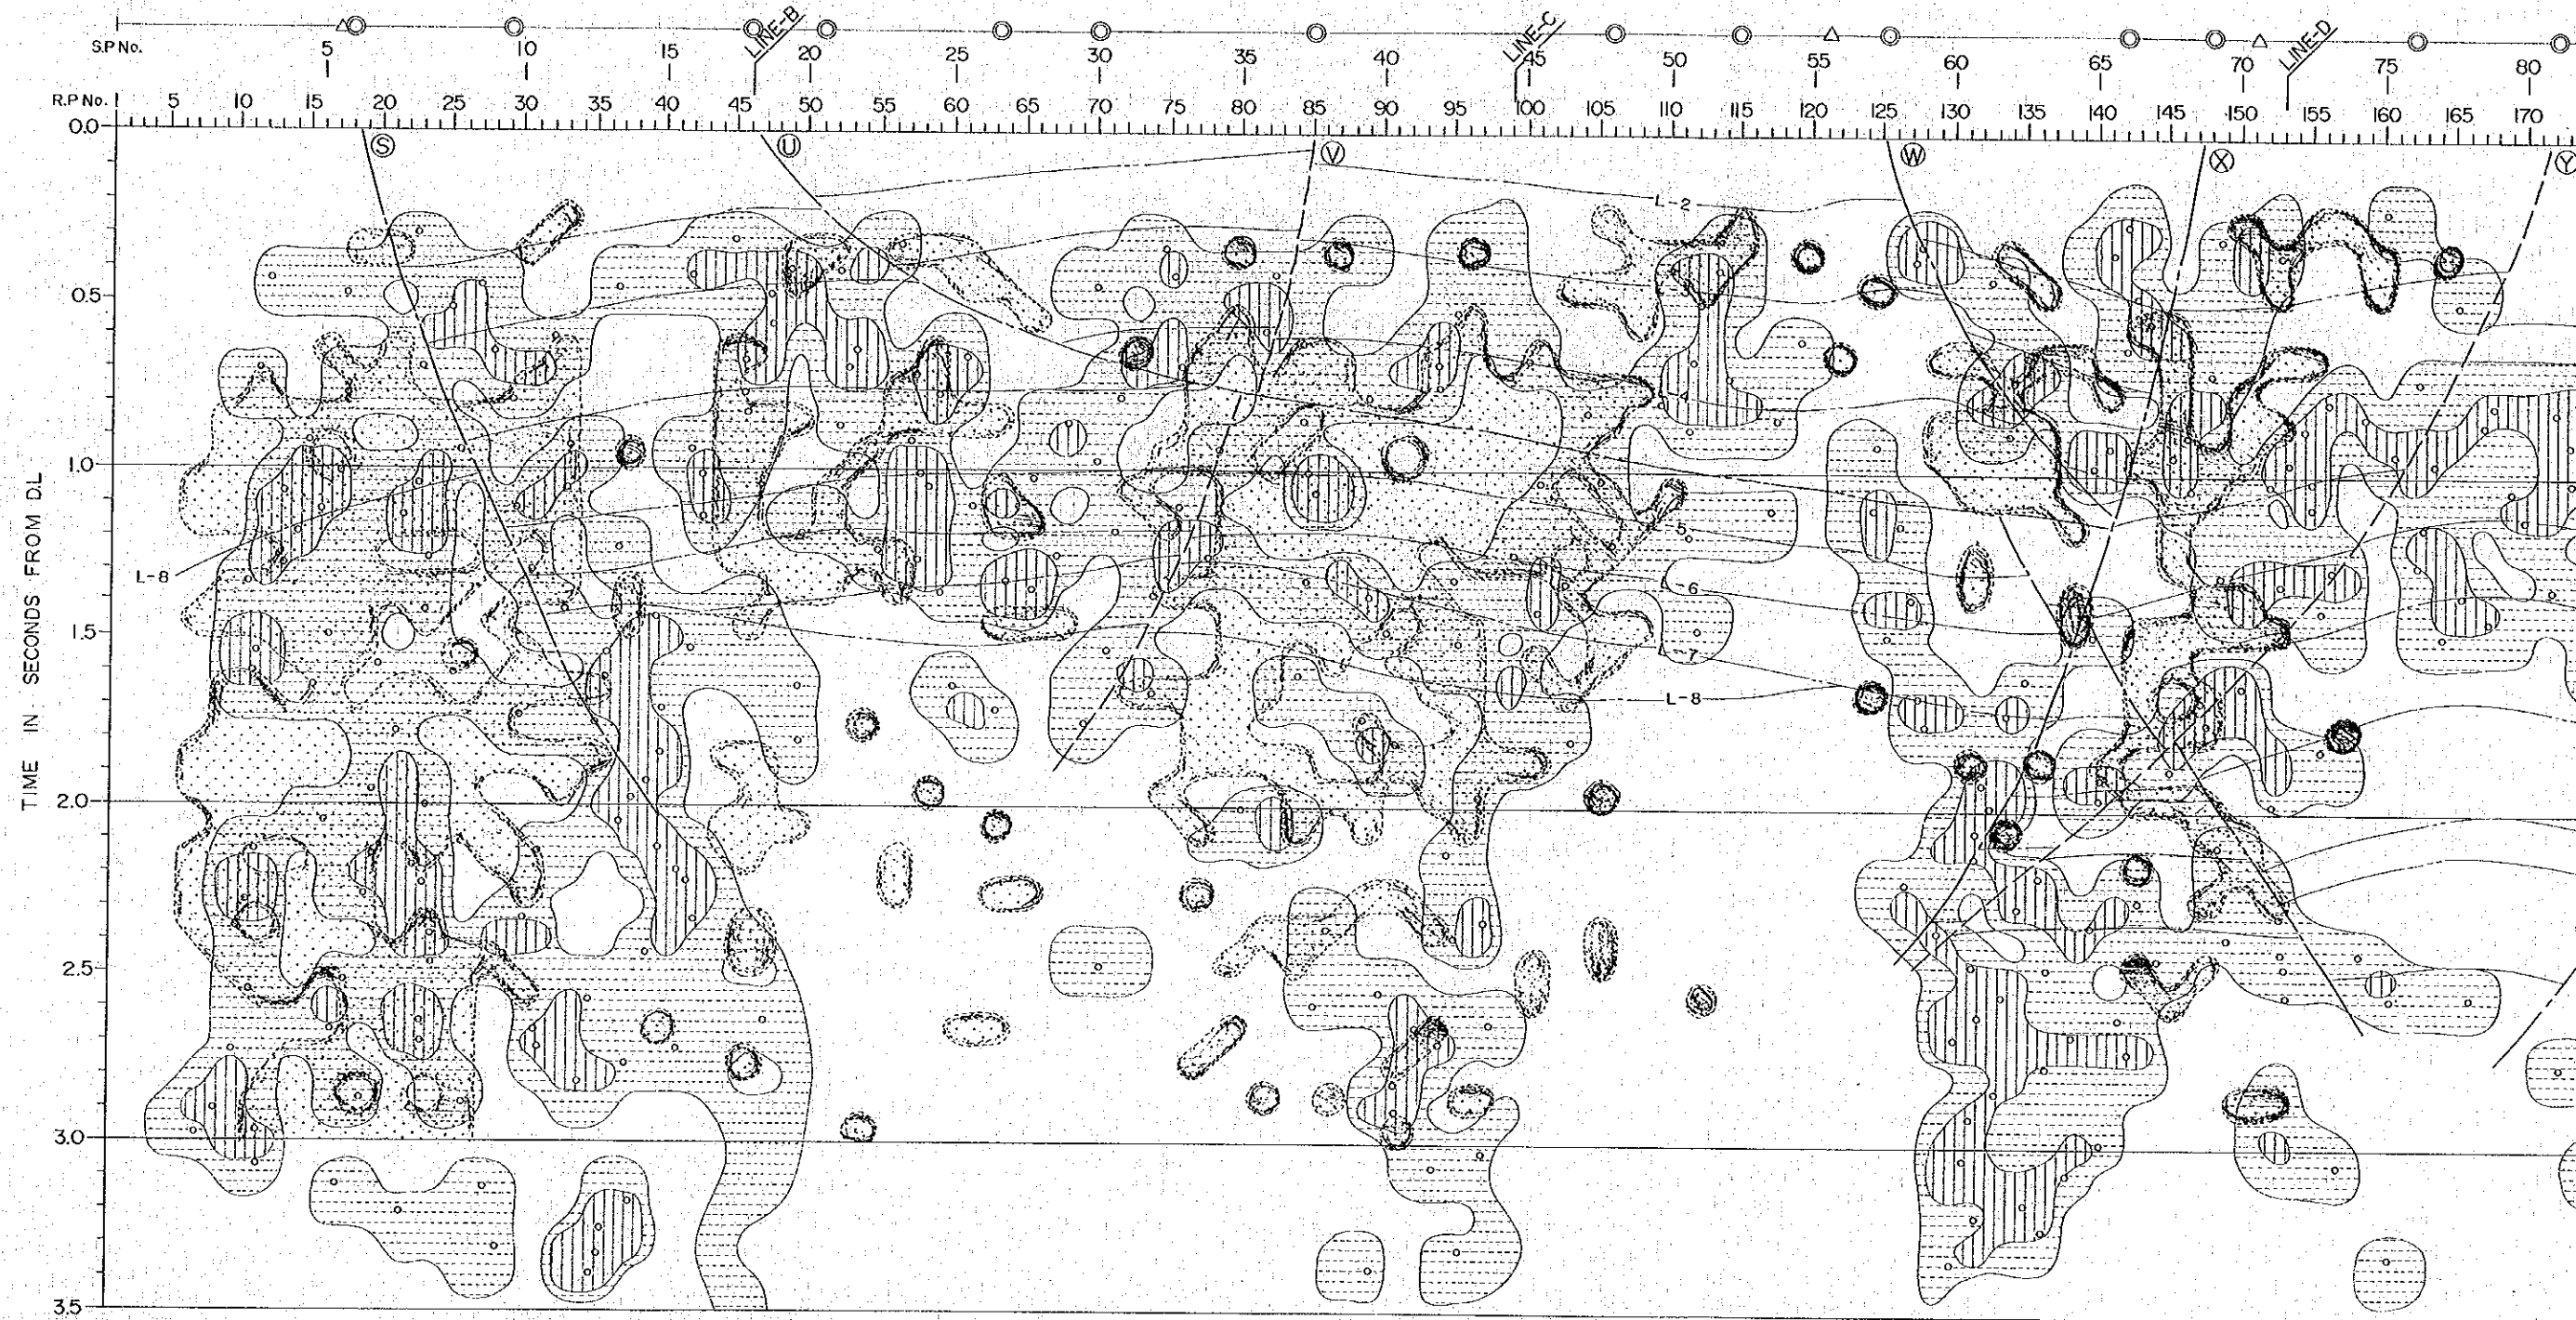 LINE-B LINE-C LINE-D
S.P No. 5 10 15 20 25 30 35 40 45 50 55 60 65 70 75 80
R.P No. 1 5 10 15 20 25 30 35 40 45 50 55 60 65 70 75 80 85 90 95 100 105 110 115 120 125 130 135 140 145 150 155 160 165 170
0.0
S U V W X Y
L-2
0.5
4
1.0
5
L-8
6
1.5
7
L-8
2.0
2.5
3.0
3.5
TIME IN SECONDS FROM D.L